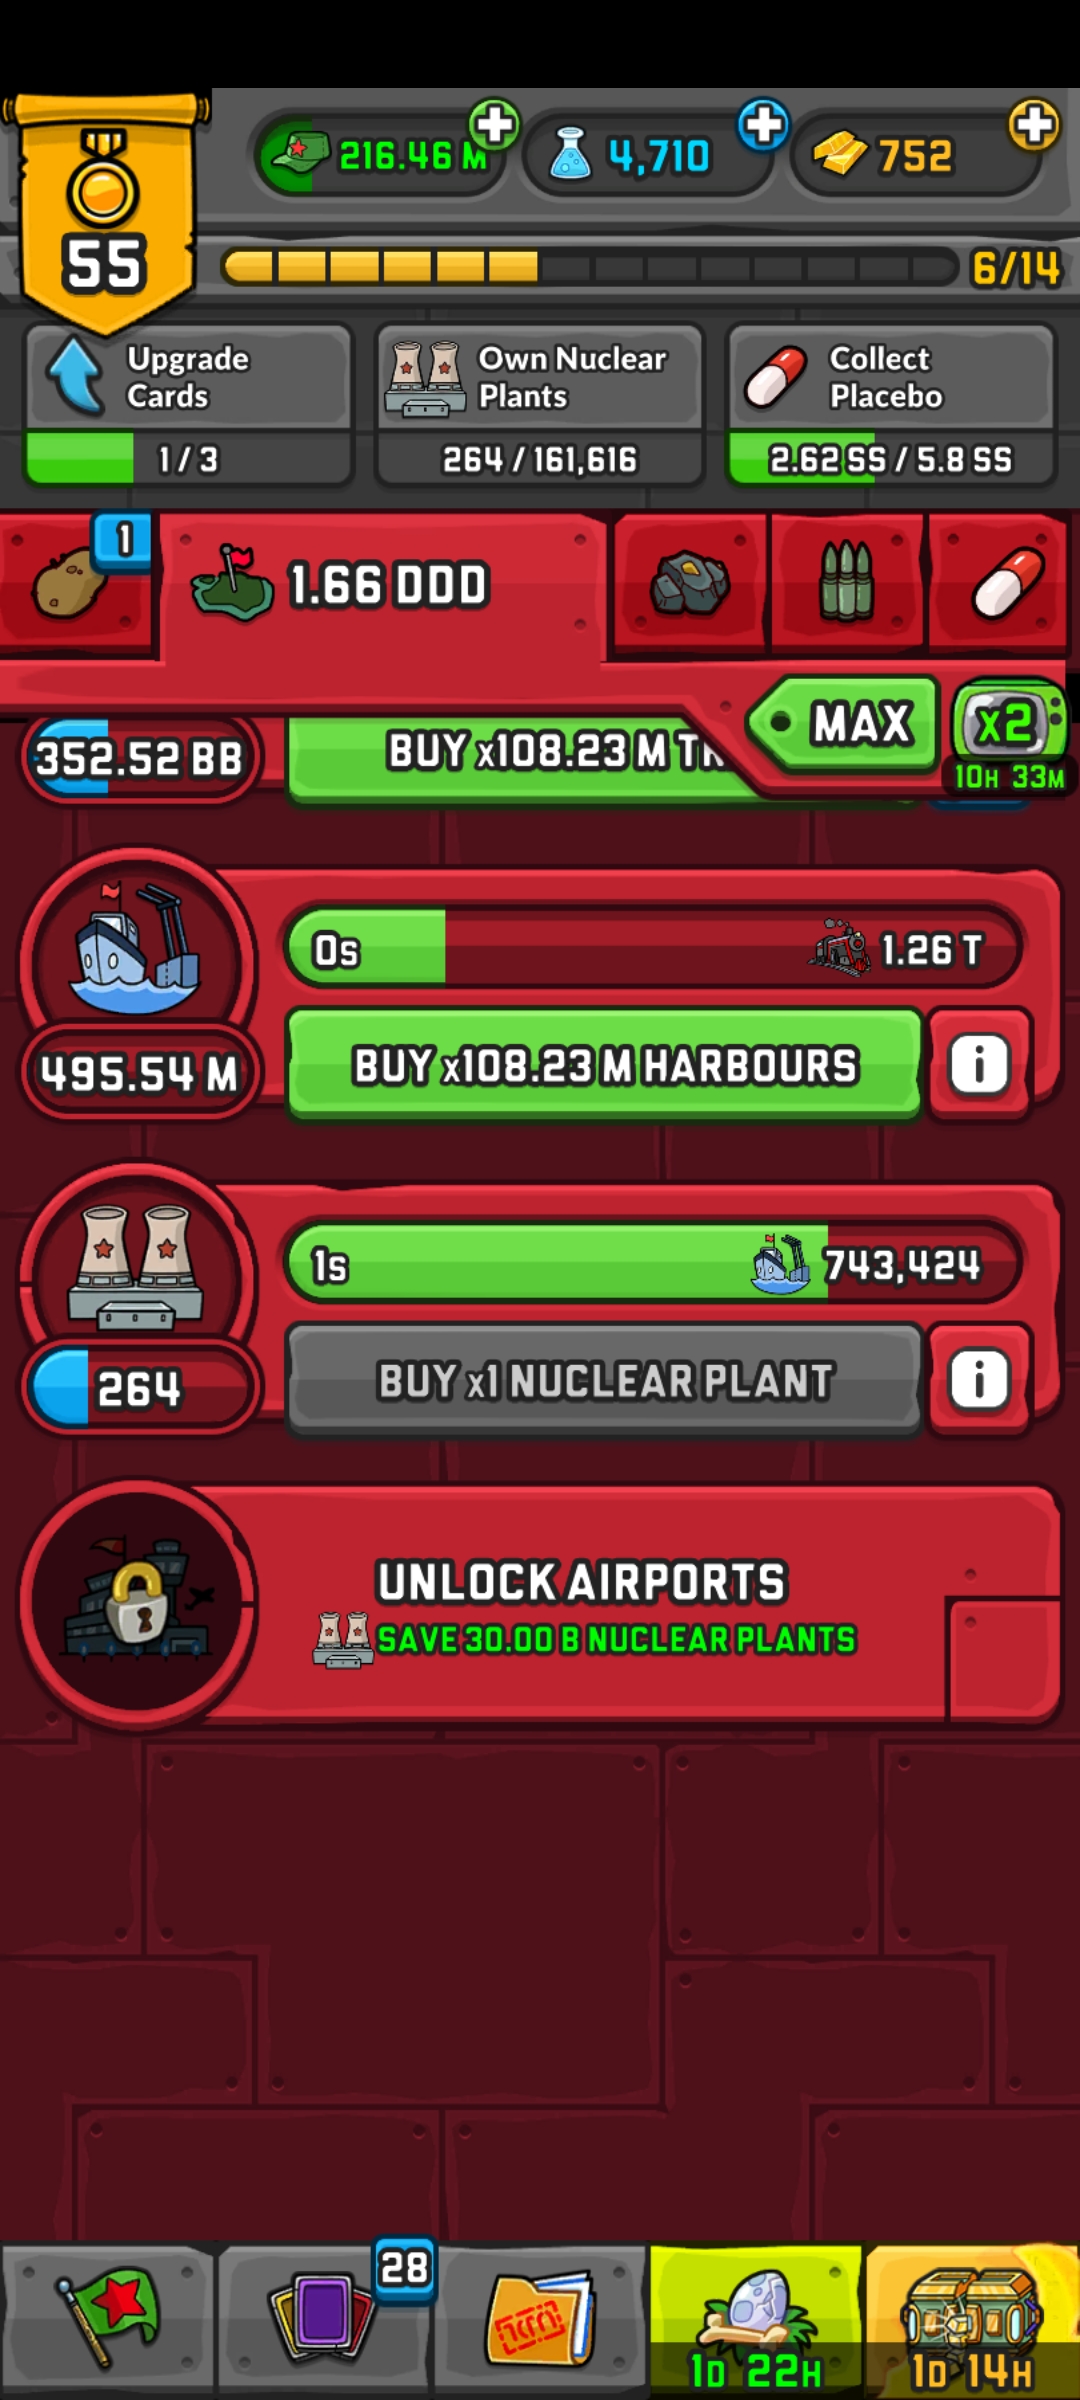 55
216.46 M
4,710
752
6/14
Upgrade
Cards
1 / 3
Own Nuclear
Plants
264 / 161,616
Collect
Placebo
2.62 SS / 5.8 SS
1
1.66 DDD
MAX
x2
10H 33M
352.52 BB
BUY x108.23 M
0s
1.26 T
495.54 M
BUY x108.23 M HARBOURS
i
1s
743,424
264
BUY x1 NUCLEAR PLANT
i
UNLOCK AIRPORTS
SAVE 30.00 B NUCLEAR PLANTS
28
1D 22H
1D 14H